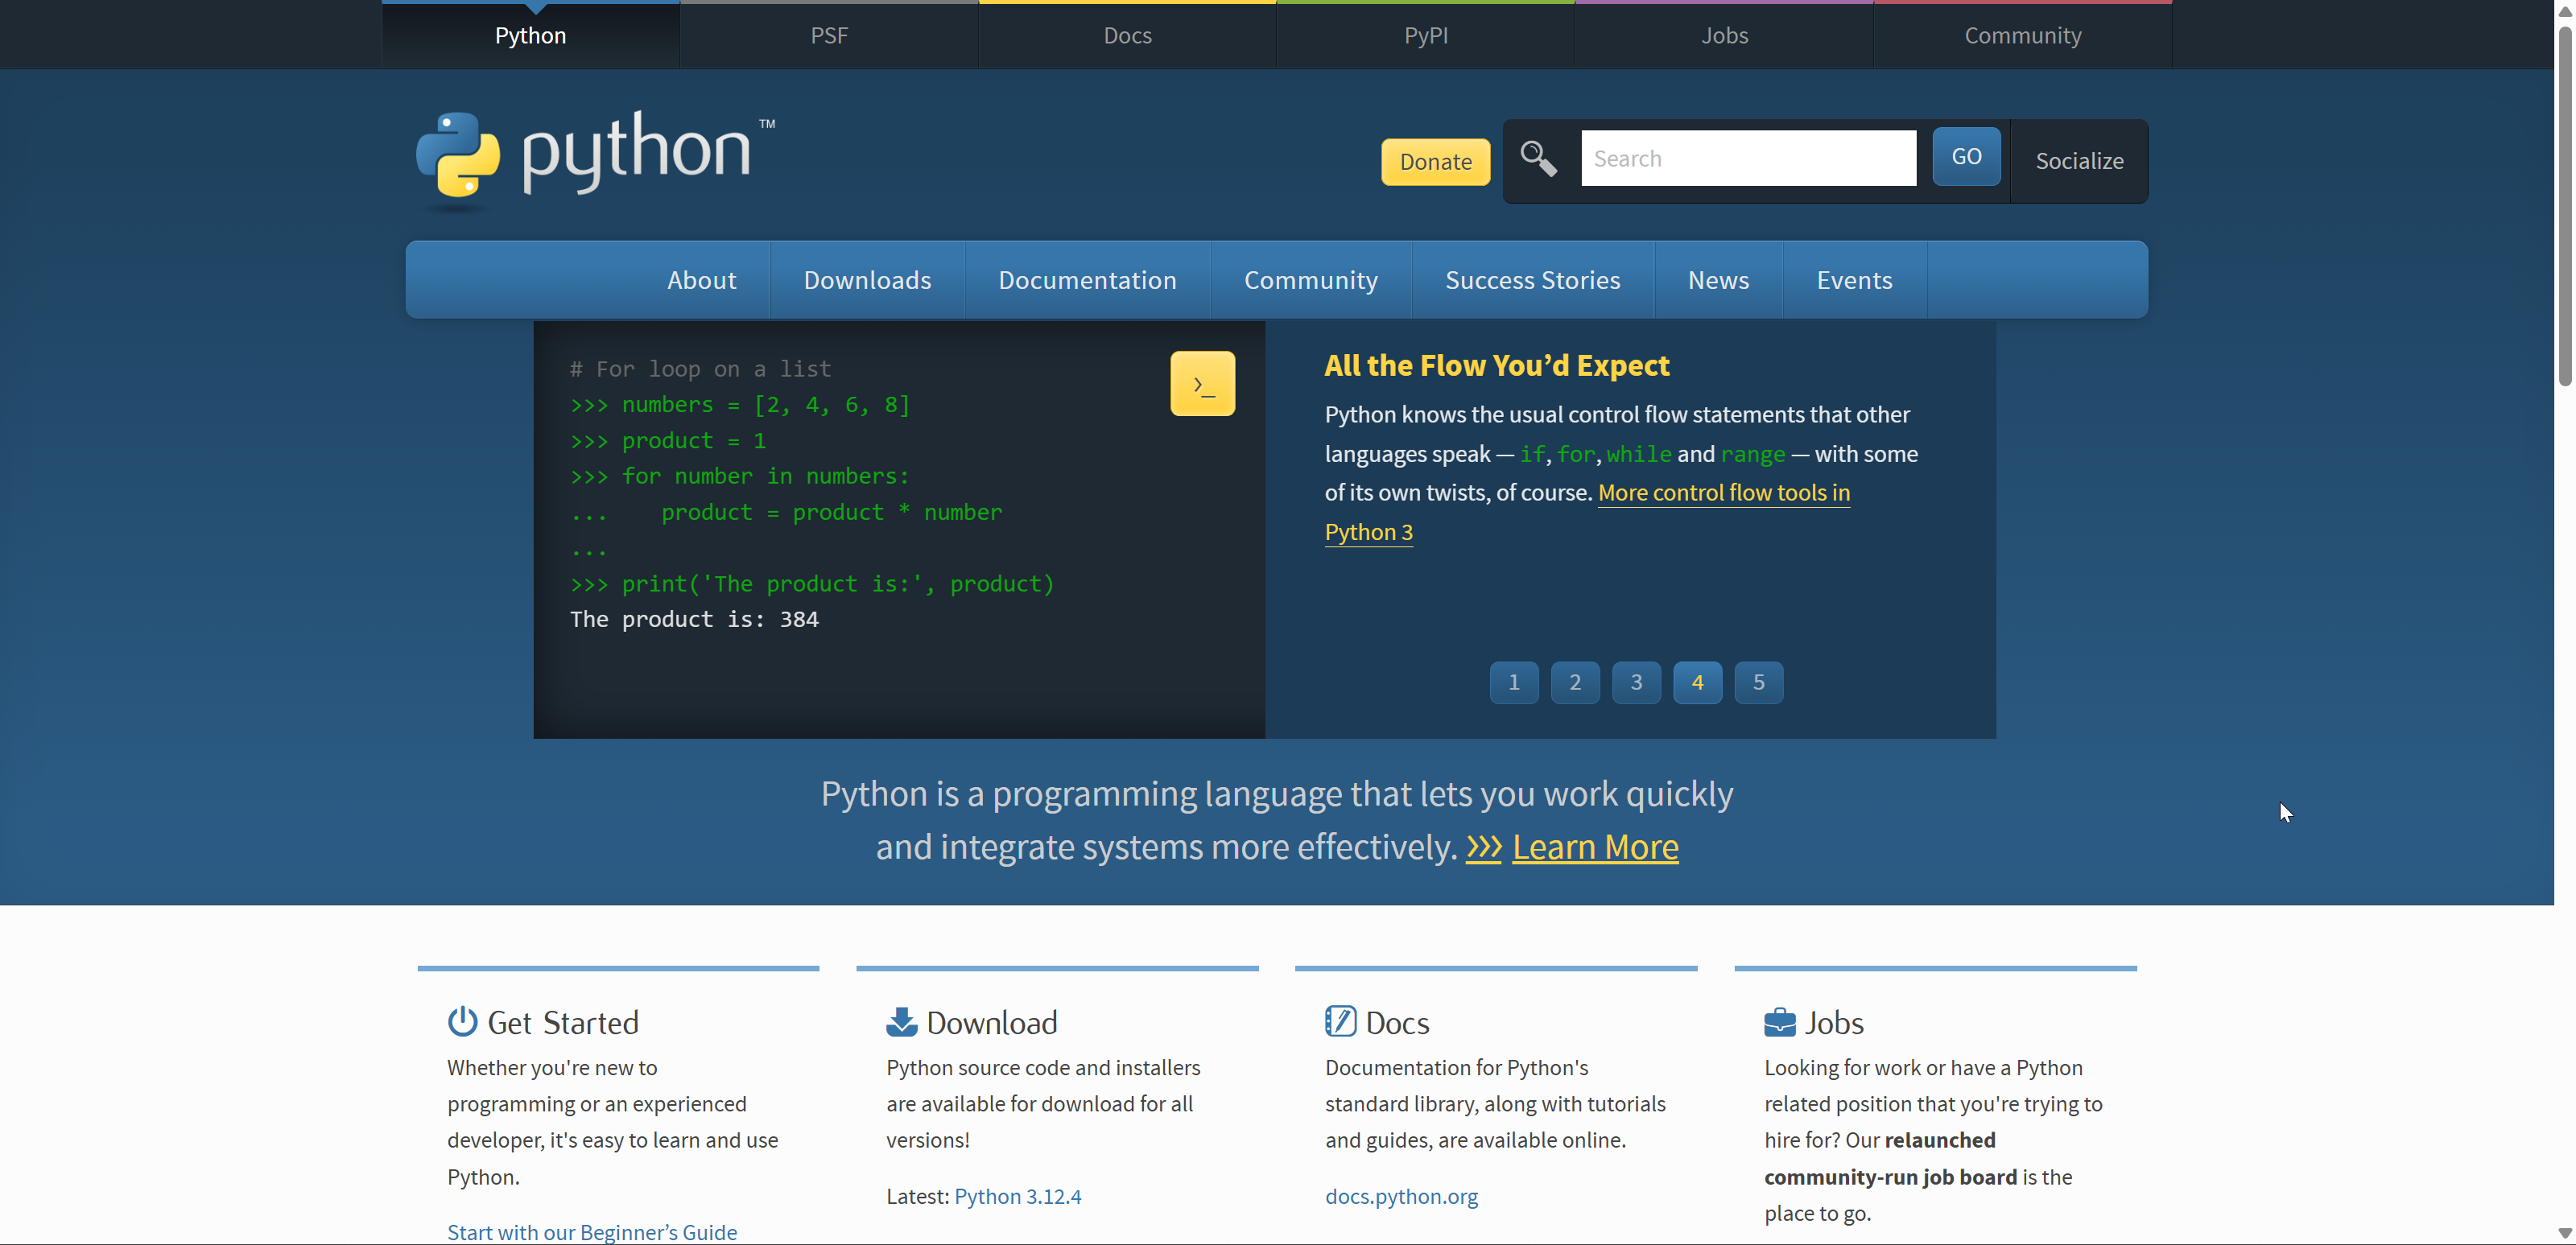 Python PSF Docs PyPI Jobs Community
python™
Donate Search GO Socialize
About Downloads Documentation Community Success Stories News Events
# For loop on a list
>>> numbers = [2, 4, 6, 8]
>>> product = 1
>>> for number in numbers:
...    product = product * number
...
>>> print('The product is:', product)
The product is: 384
>_
All the Flow You’d Expect
Python knows the usual control flow statements that other
languages speak — if, for, while and range — with some
of its own twists, of course. More control flow tools in
Python 3
1 2 3 4 5
Python is a programming language that lets you work quickly
and integrate systems more effectively. >>> Learn More
Get Started
Whether you're new to
programming or an experienced
developer, it's easy to learn and use
Python.
Start with our Beginner’s Guide
Download
Python source code and installers
are available for download for all
versions!
Latest: Python 3.12.4
Docs
Documentation for Python's
standard library, along with tutorials
and guides, are available online.
docs.python.org
Jobs
Looking for work or have a Python
related position that you're trying to
hire for? Our relaunched
community-run job board is the
place to go.